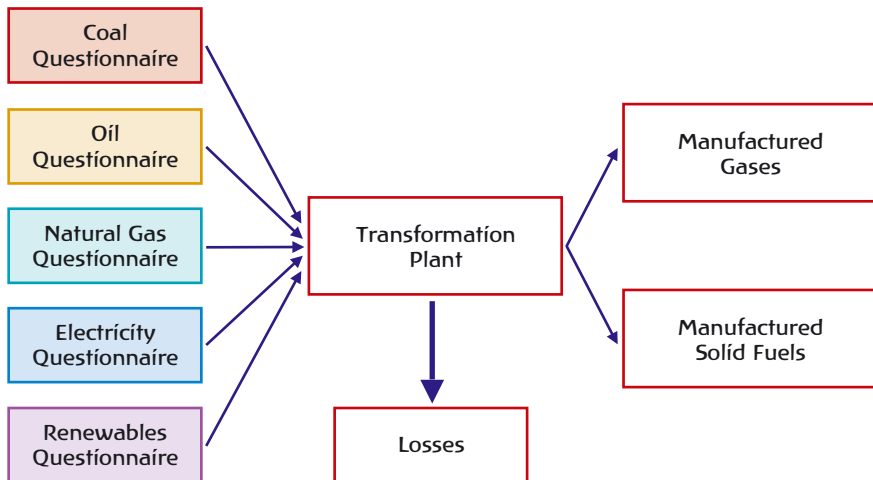 Coal
Questionnaire
Oil
Questionnaire
Natural Gas
Questionnaire
Electricity
Questionnaire
Renewables
Questionnaire
Transformation
Plant
Losses
Manufactured
Gases
Manufactured
Solid Fuels